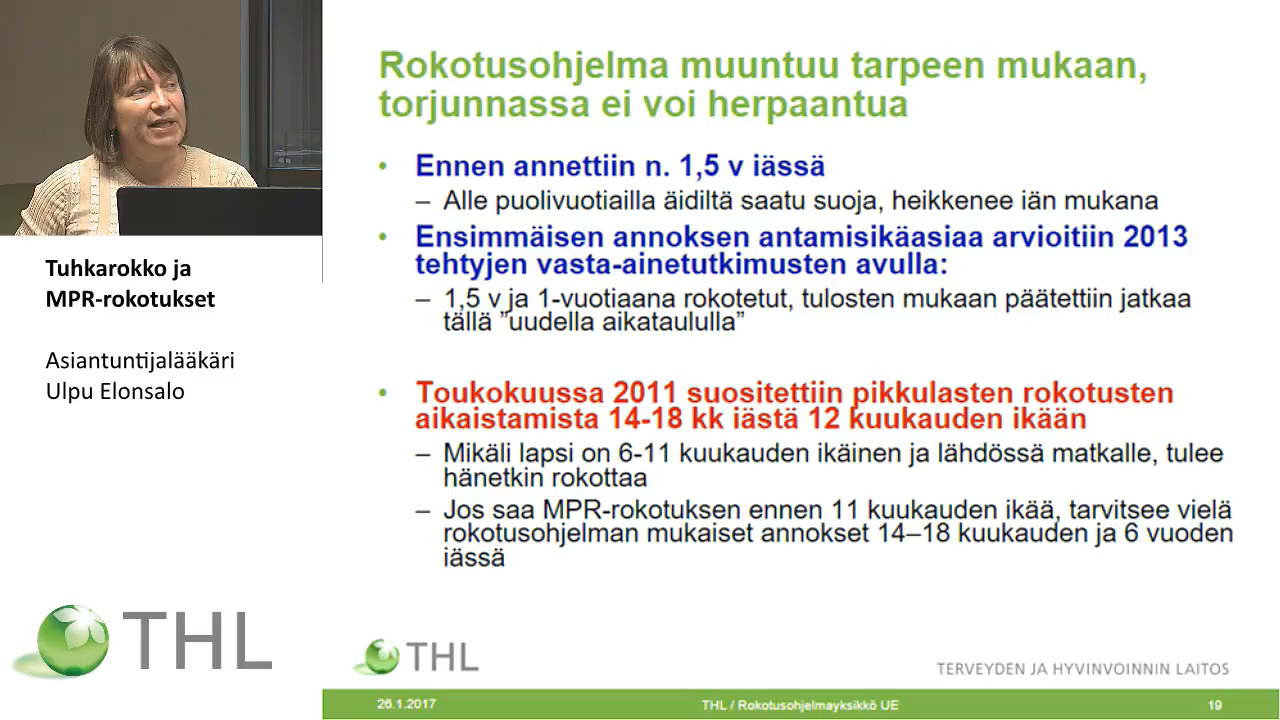 Rokotusohjelma muuntuu tarpeen mukaan,
torjunnassa ei voi herpaantua
• Ennen annettiin n. 1,5 v iässä
– Alle puolivuotiailla äidiltä saatu suoja, heikkenee iän mukana
• Ensimmäisen annoksen antamisikäasiaa arvioitiin 2013
tehtyjen vasta-ainetutkimusten avulla:
– 1,5 v ja 1-vuotiaana rokotetut, tulosten mukaan päätettiin jatkaa
tällä ”uudella aikataululla”
• Toukokuussa 2011 suositettiin pikkulasten rokotusten
aikaistamista 14-18 kk iästä 12 kuukauden ikään
– Mikäli lapsi on 6-11 kuukauden ikäinen ja lähdössä matkalle, tulee
hänetkin rokottaa
– Jos saa MPR-rokotuksen ennen 11 kuukauden ikää, tarvitsee vielä
rokotusohjelman mukaiset annokset 14–18 kuukauden ja 6 vuoden
iässä
Tuhkarokko ja
MPR-rokotukset
Asiantuntijalääkäri
Ulpu Elonsalo
THL
THL
TERVEYDEN JA HYVINVOINNIN LAITOS
26.1.2017
THL / Rokotusohjelmayksikkö UE
19